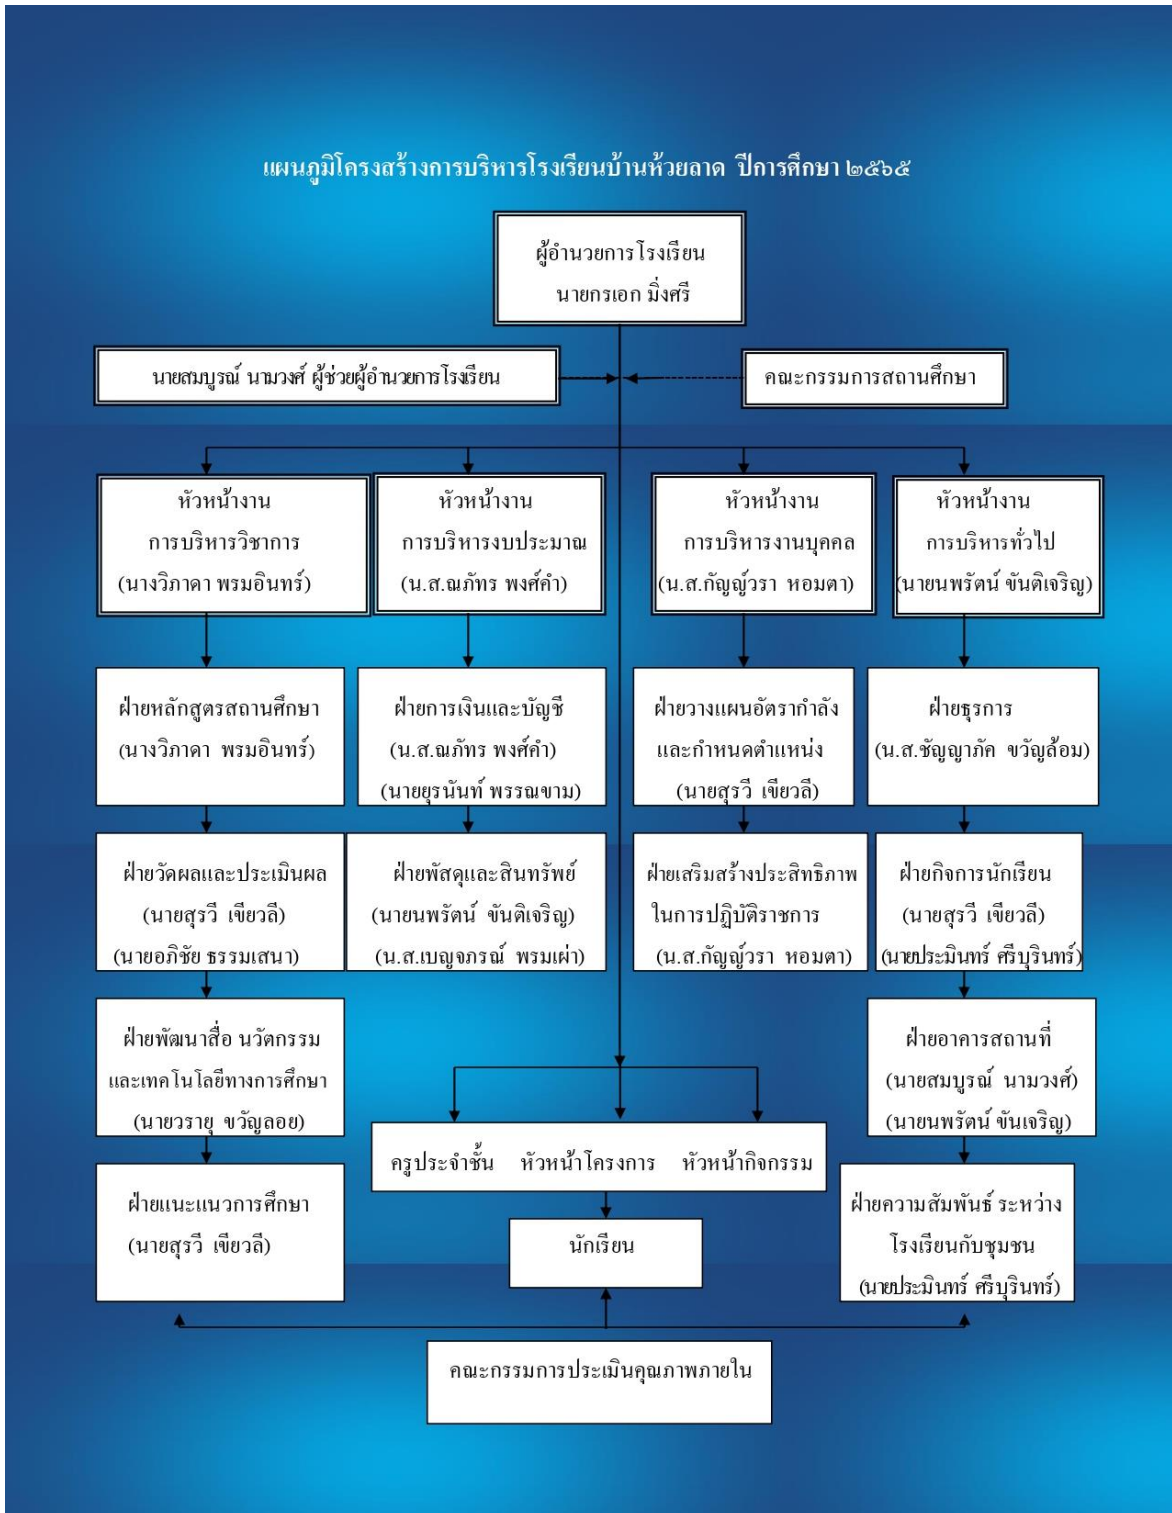 แผนภูมิโครงสร้างการบริหารโรงเรียนบ้านห้วยลาด ปีการศึกษา ๒๕๖๕
ผู้อำนวยการโรงเรียน
นายกรเอก มิ่งศรี
นายสมบูรณ์ นามวงศ์ ผู้ช่วยผู้อำนวยการโรงเรียน
คณะกรรมการสถานศึกษา
หัวหน้างาน
การบริหารวิชาการ
(นางวิภาดา พรมอินทร์)
หัวหน้างาน
การบริหารงบประมาณ
(น.ส.ณภัทร พงศ์คำ)
หัวหน้างาน
การบริหารงานบุคคล
(น.ส.กัญญ์วรา หอมตา)
หัวหน้างาน
การบริหารทั่วไป
(นายนพรัตน์ ขันติเจริญ)
ฝ่ายหลักสูตรสถานศึกษา
(นางวิภาดา พรมอินทร์)
ฝ่ายการเงินและบัญชี
(น.ส.ณภัทร พงศ์คำ)
(นายยุรนันท์ พรรณขาม)
ฝ่ายวางแผนอัตรากำลัง
และกำหนดตำแหน่ง
(นายสุรวี เขียวลี)
ฝ่ายธุรการ
(น.ส.ชัญญาภัค ขวัญล้อม)
ฝ่ายวัดผลและประเมินผล
(นายสุรวี เขียวลี)
(นายอภิชัย ธรรมเสนา)
ฝ่ายพัสดุและสินทรัพย์
(นายนพรัตน์ ขันติเจริญ)
(น.ส.เบญจภรณ์ พรมเผ่า)
ฝ่ายเสริมสร้างประสิทธิภาพ
ในการปฏิบัติราชการ
(น.ส.กัญญ์วรา หอมตา)
ฝ่ายกิจการนักเรียน
(นายสุรวี เขียวลี)
(นายประมินทร์ ศรีบุรินทร์)
ฝ่ายพัฒนาสื่อ นวัตกรรม
และเทคโนโลยีทางการศึกษา
(นายวรายุ ขวัญลอย)
ฝ่ายอาคารสถานที่
(นายสมบูรณ์ นามวงศ์)
(นายนพรัตน์ ขันเจริญ)
ครูประจำชั้น หัวหน้าโครงการ หัวหน้ากิจกรรม
ฝ่ายแนะแนวการศึกษา
(นายสุรวี เขียวลี)
นักเรียน
ฝ่ายความสัมพันธ์ ระหว่าง
โรงเรียนกับชุมชน
(นายประมินทร์ ศรีบุรินทร์)
คณะกรรมการประเมินคุณภาพภายใน